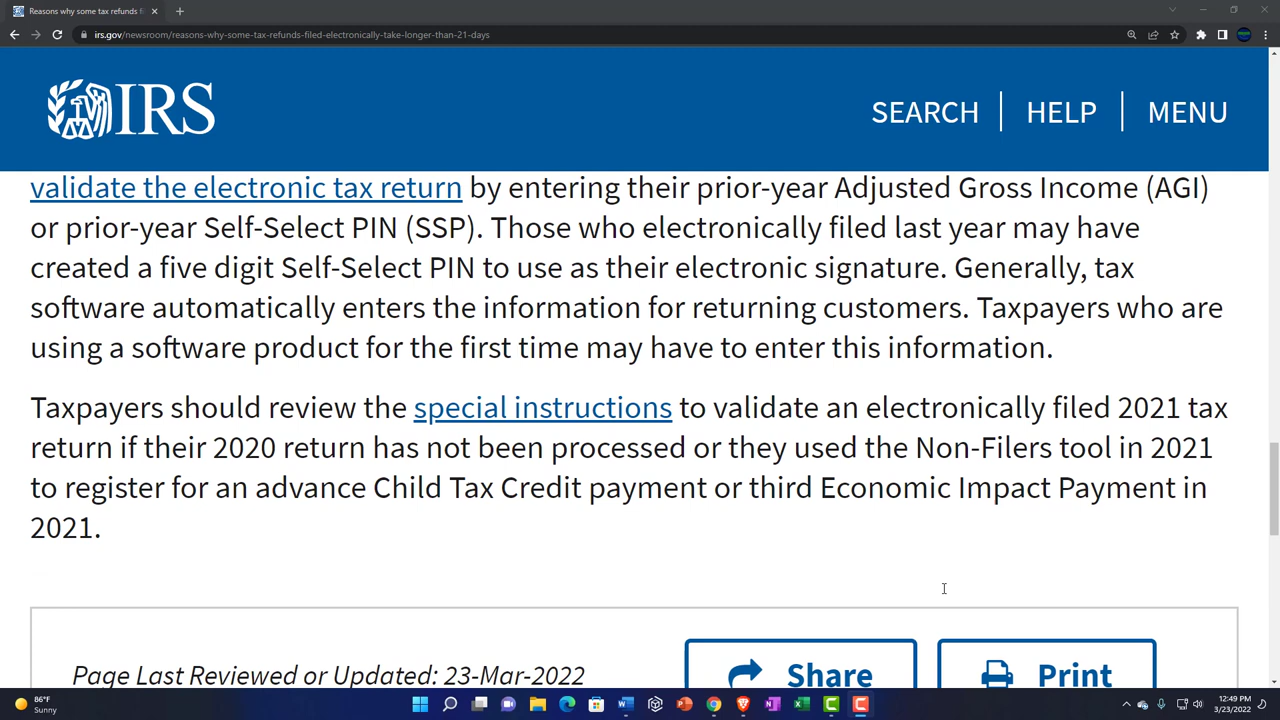 Reasons why some tax refunds f
irs.gov/newsroom/reasons-why-some-tax-refunds-filed-electronically-take-longer-than-21-days
IRS
SEARCH
HELP
MENU
validate the electronic tax return by entering their prior-year Adjusted Gross Income (AGI)
or prior-year Self-Select PIN (SSP). Those who electronically filed last year may have
created a five digit Self-Select PIN to use as their electronic signature. Generally, tax
software automatically enters the information for returning customers. Taxpayers who are
using a software product for the first time may have to enter this information.
Taxpayers should review the special instructions to validate an electronically filed 2021 tax
return if their 2020 return has not been processed or they used the Non-Filers tool in 2021
to register for an advance Child Tax Credit payment or third Economic Impact Payment in
2021.
Page Last Reviewed or Updated: 23-Mar-2022
Share
Print
86°F
Sunny
12:49 PM
3/23/2022